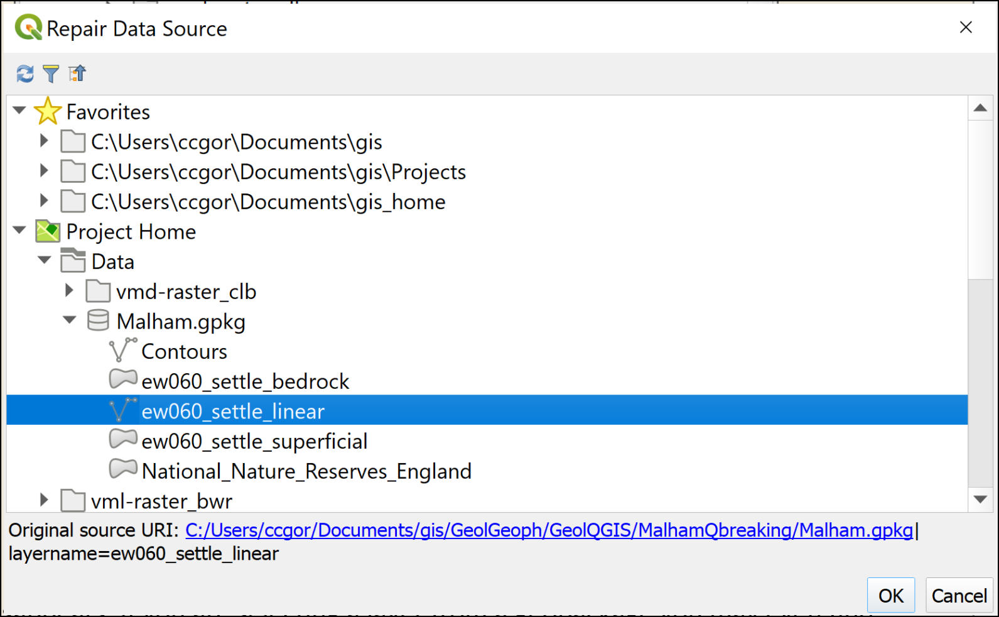 Repair Data Source
Favorites
C:\Users\ccgor\Documents\gis
C:\Users\ccgor\Documents\gis\Projects
C:\Users\ccgor\Documents\gis_home
Project Home
Data
vmd-raster_clb
Malham.gpkg
Contours
ew060_settle_bedrock
ew060_settle_linear
ew060_settle_superficial
National_Nature_Reserves_England
vml-raster_bwr
Original source URI: C:/Users/ccgor/Documents/gis/GeolGeoph/GeolQGIS/MalhamQbreaking/Malham.gpkg|
layername=ew060_settle_linear
OK Cancel